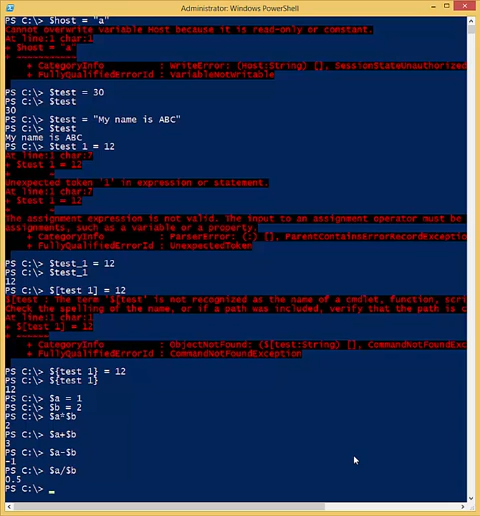 Administrator: Windows PowerShell
PS C:\> $host = "a"
Cannot overwrite variable Host because it is read-only or constant.
At line:1 char:1
+ $host = "a"
+ ~~~~~~~~~~~
    + CategoryInfo          : WriteError: (Host:String) [], SessionStateUnauthorized
    + FullyQualifiedErrorId : VariableNotWritable
PS C:\> $test = 30
PS C:\> $test
30
PS C:\> $test = "My name is ABC"
PS C:\> $test
My name is ABC
PS C:\> $test 1 = 12
At line:1 char:7
+ $test 1 = 12
+       ~
Unexpected token '1' in expression or statement.
At line:1 char:7
+ $test 1 = 12
+       ~
The assignment expression is not valid. The input to an assignment operator must be
assignments, such as a variable or a property.
    + CategoryInfo          : ParserError: (:) [], ParentContainsErrorRecordExceptio
    + FullyQualifiedErrorId : UnexpectedToken
PS C:\> $test_1 = 12
PS C:\> $test_1
12
PS C:\> $[test 1] = 12
$[test : The term '$[test' is not recognized as the name of a cmdlet, function, scri
Check the spelling of the name, or if a path was included, verify that the path is c
At line:1 char:1
+ $[test 1] = 12
+ ~~~~~~
    + CategoryInfo          : ObjectNotFound: ($[test:String) [], CommandNotFoundExc
    + FullyQualifiedErrorId : CommandNotFoundException
PS C:\> ${test 1} = 12
PS C:\> ${test 1}
12
PS C:\> $a = 1
PS C:\> $b = 2
PS C:\> $a*$b
2
PS C:\> $a+$b
3
PS C:\> $a-$b
-1
PS C:\> $a/$b
0.5
PS C:\> _